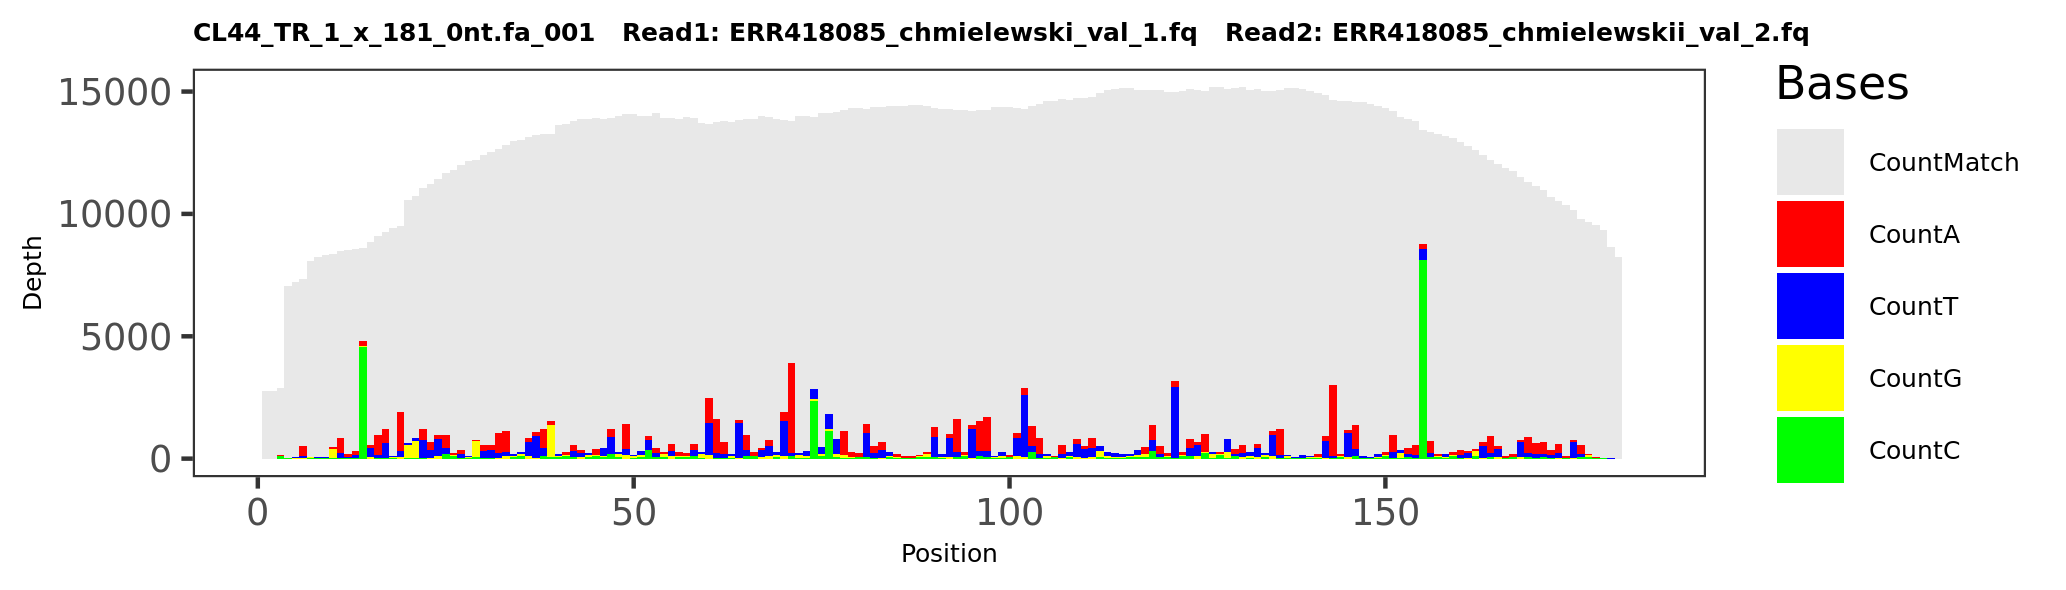 CL44_TR_1_x_181_0nt.fa_001 Read1: ERR418085_chmielewski_val_1.fq Read2: ERR418085_chmielewskii_val_2.fq
Bases
15000
10000
5000
0
Depth
0 50 100 150
Position
CountMatch
CountA
CountT
CountG
CountC